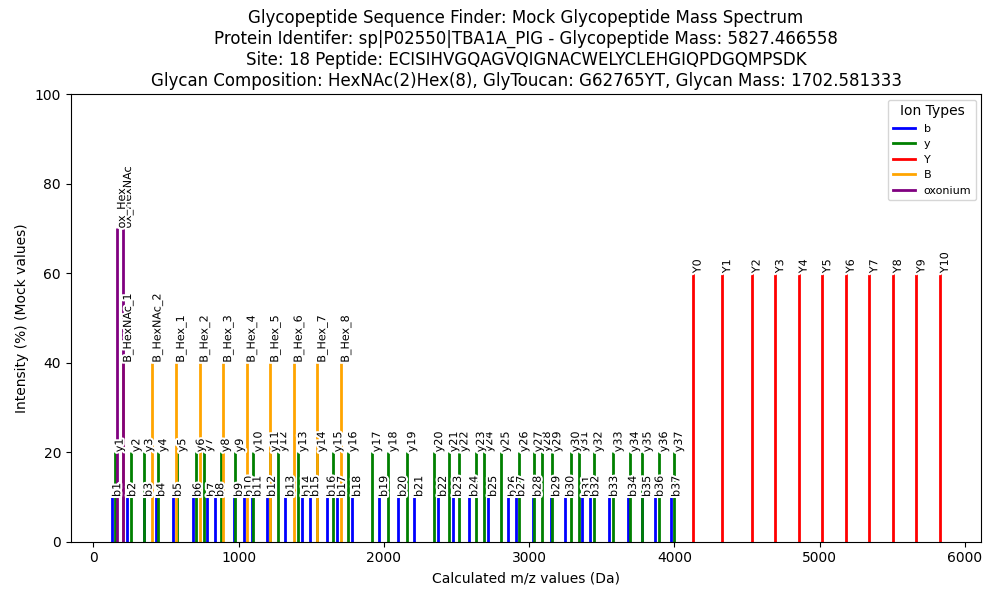 Glycopeptide Sequence Finder: Mock Glycopeptide Mass Spectrum
Protein Identifer: sp|P02550|TBA1A_PIG - Glycopeptide Mass: 5827.466558
Site: 18 Peptide: ECISIHVGQAGVQIGNACWELYCLEHGIQPDGQMPSDK
Glycan Composition: HexNAc(2)Hex(8), GlyToucan: G62765YT, Glycan Mass: 1702.581333
100
80
60
40
20
0
Intensity (%) (Mock values)
Ion Types
b
y
Y
B
oxonium
ox_Hex
ox_HexNAc
Y0
Y1
Y2
Y3
Y4
Y5
Y6
Y7
Y8
Y9
Y10
B_HexNAc_1
B_HexNAc_2
B_Hex_1
B_Hex_2
B_Hex_3
B_Hex_4
B_Hex_5
B_Hex_6
B_Hex_7
B_Hex_8
y1
y2
y3
y4
y5
y6
y7
y8
y9
y10
y11
y12
y13
y14
y15
y16
y17
y18
y19
y20
y21
y22
y23
y24
y25
y26
y27
y28
y29
y30
y31
y32
y33
y34
y35
y36
y37
b1
b2
b3
b4
b5
b6
b7
b8
b9
b10
b11
b12
b13
b14
b15
b16
b17
b18
b19
b20
b21
b22
b23
b24
b25
b26
b27
b28
b29
b30
b31
b32
b33
b34
b35
b36
b37
0
1000
2000
3000
4000
5000
6000
Calculated m/z values (Da)